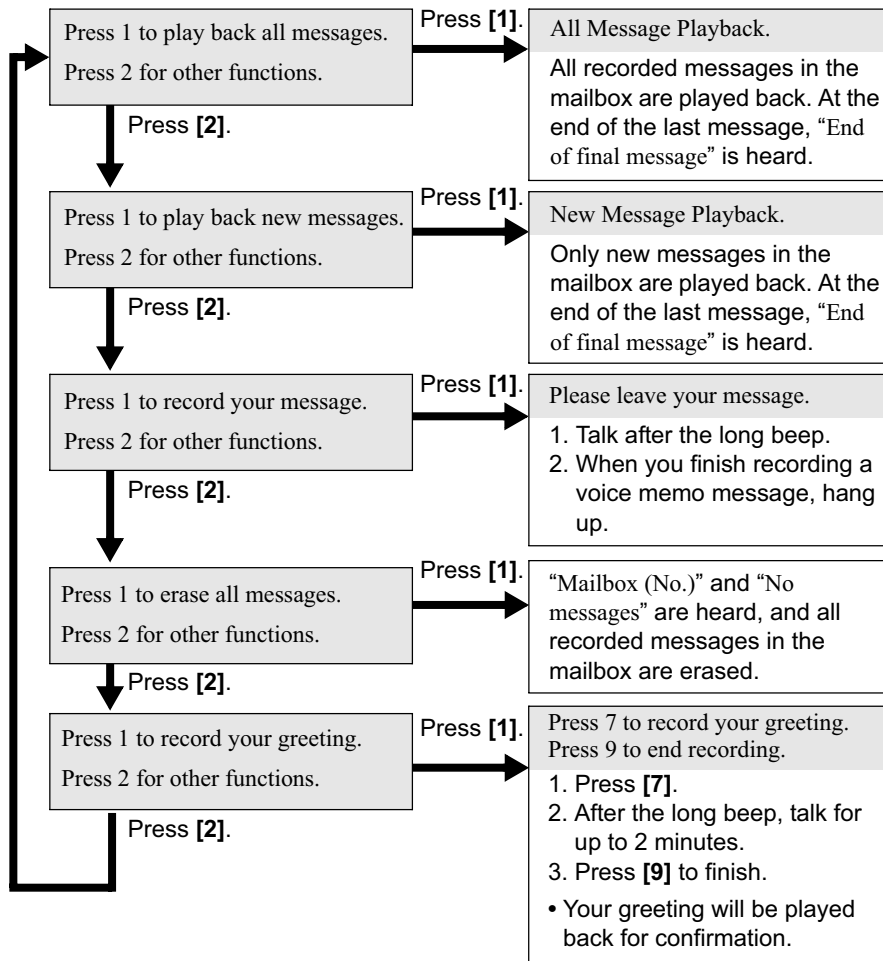 Press 1 to play back all messages.
Press 2 for other functions.
Press [1].
All Message Playback.
All recorded messages in the
mailbox are played back. At the
end of the last message, “End
of final message” is heard.
Press [2].
Press 1 to play back new messages.
Press 2 for other functions.
Press [1].
New Message Playback.
Only new messages in the
mailbox are played back. At the
end of the last message, “End
of final message” is heard.
Press [2].
Press 1 to record your message.
Press 2 for other functions.
Press [1].
Please leave your message.
1. Talk after the long beep.
2. When you finish recording a
voice memo message, hang
up.
Press [2].
Press 1 to erase all messages.
Press 2 for other functions.
Press [1].
“Mailbox (No.)” and “No
messages” are heard, and all
recorded messages in the
mailbox are erased.
Press [2].
Press 1 to record your greeting.
Press 2 for other functions.
Press [1].
Press 7 to record your greeting.
Press 9 to end recording.
1. Press [7].
2. After the long beep, talk for
up to 2 minutes.
3. Press [9] to finish.
• Your greeting will be played
back for confirmation.
Press [2].